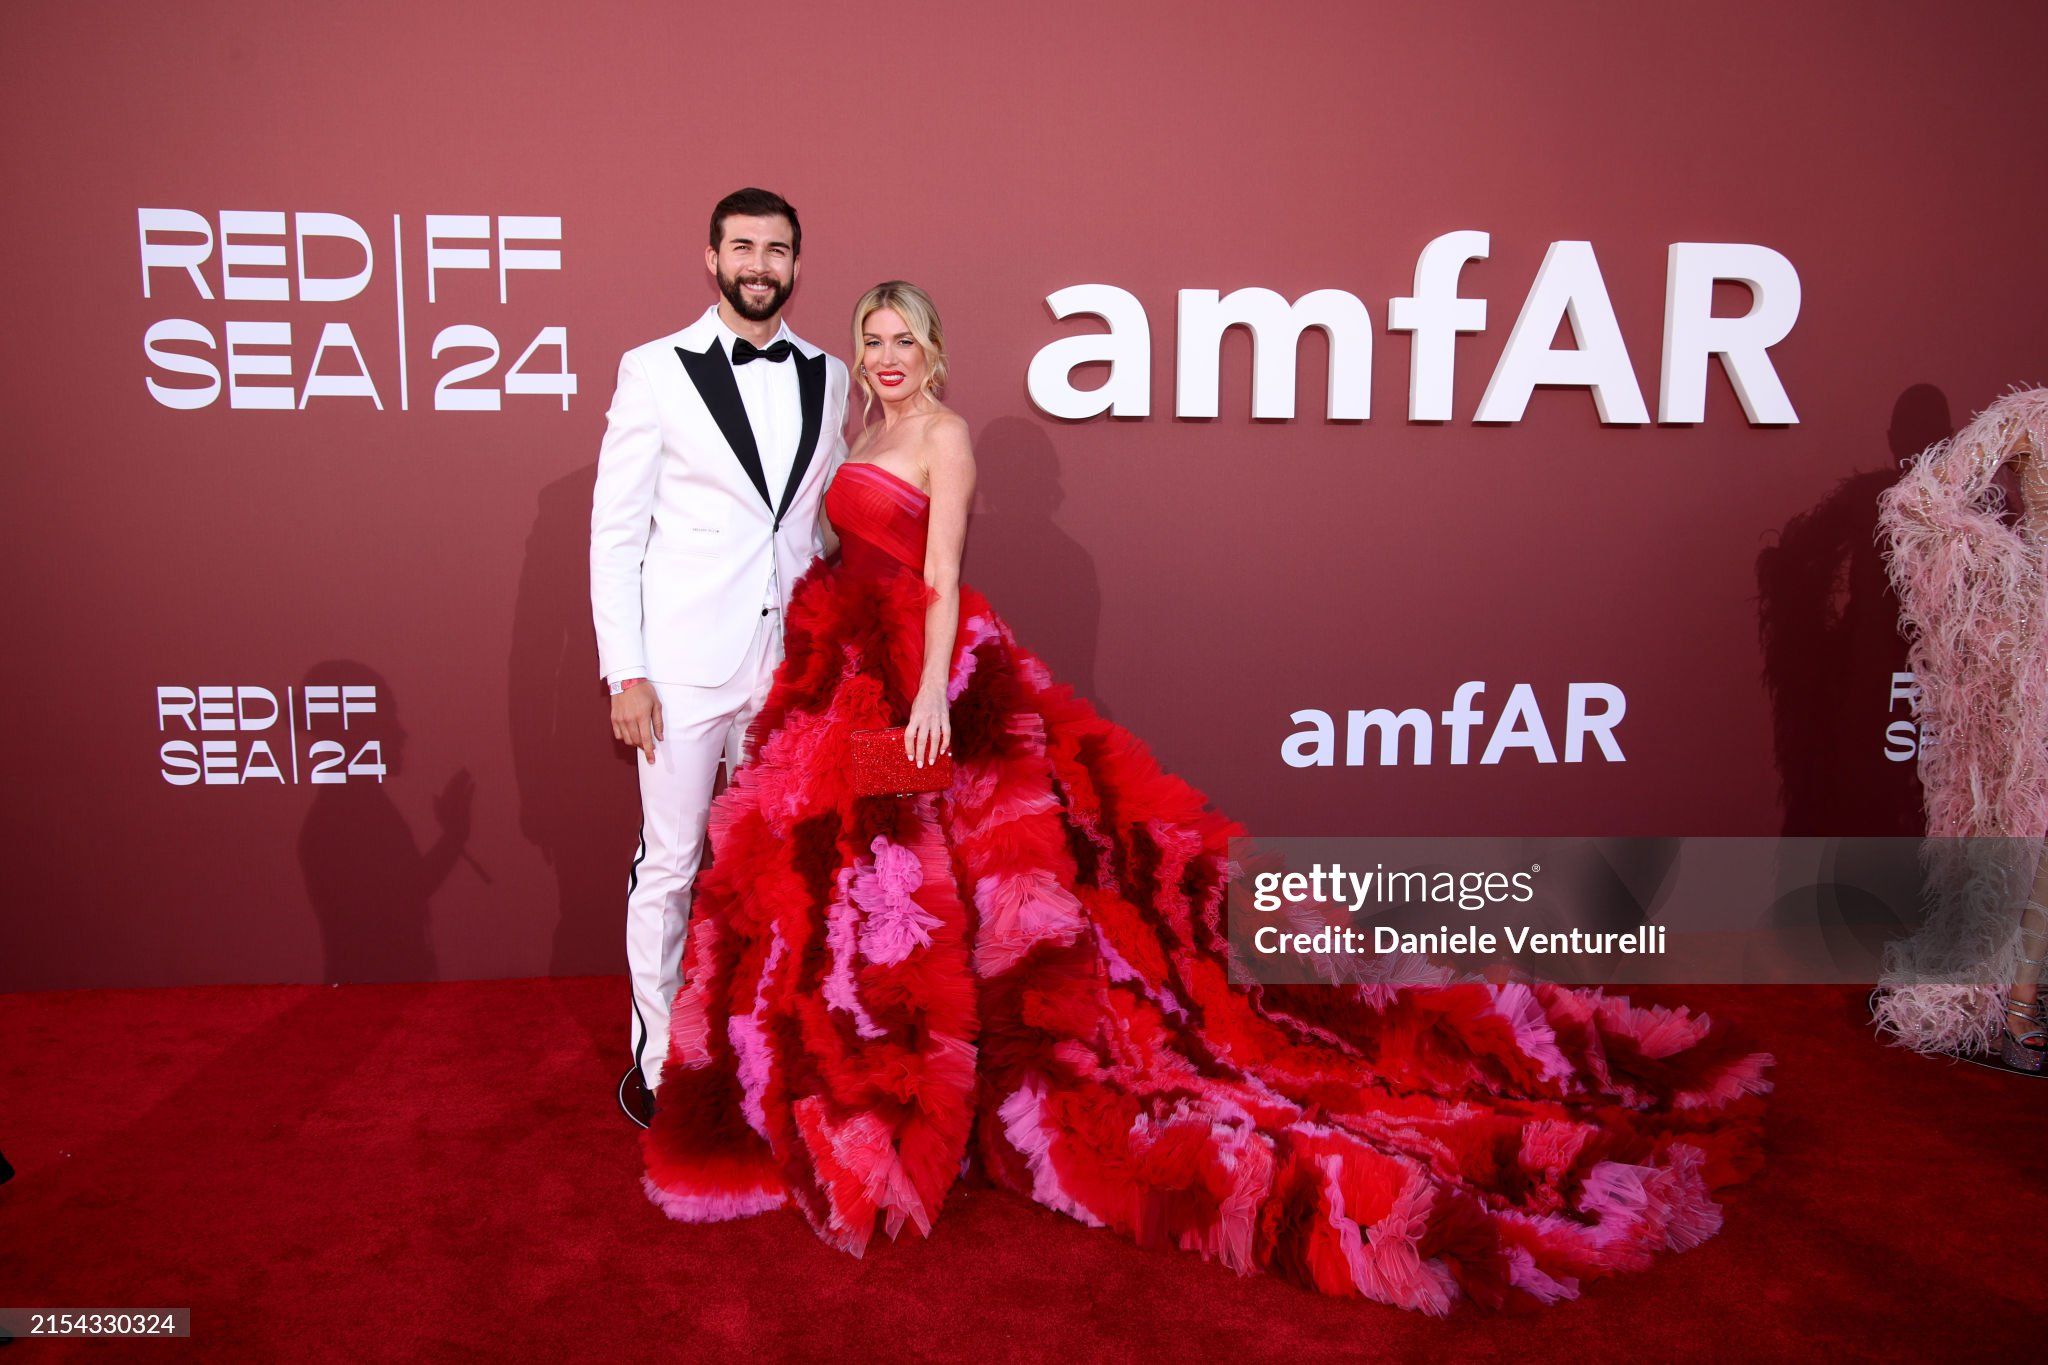 RED FF
SEA 24
amfAR
RED FF
SEA 24
amfAR
gettyimages®
Credit: Daniele Venturelli
2154330324